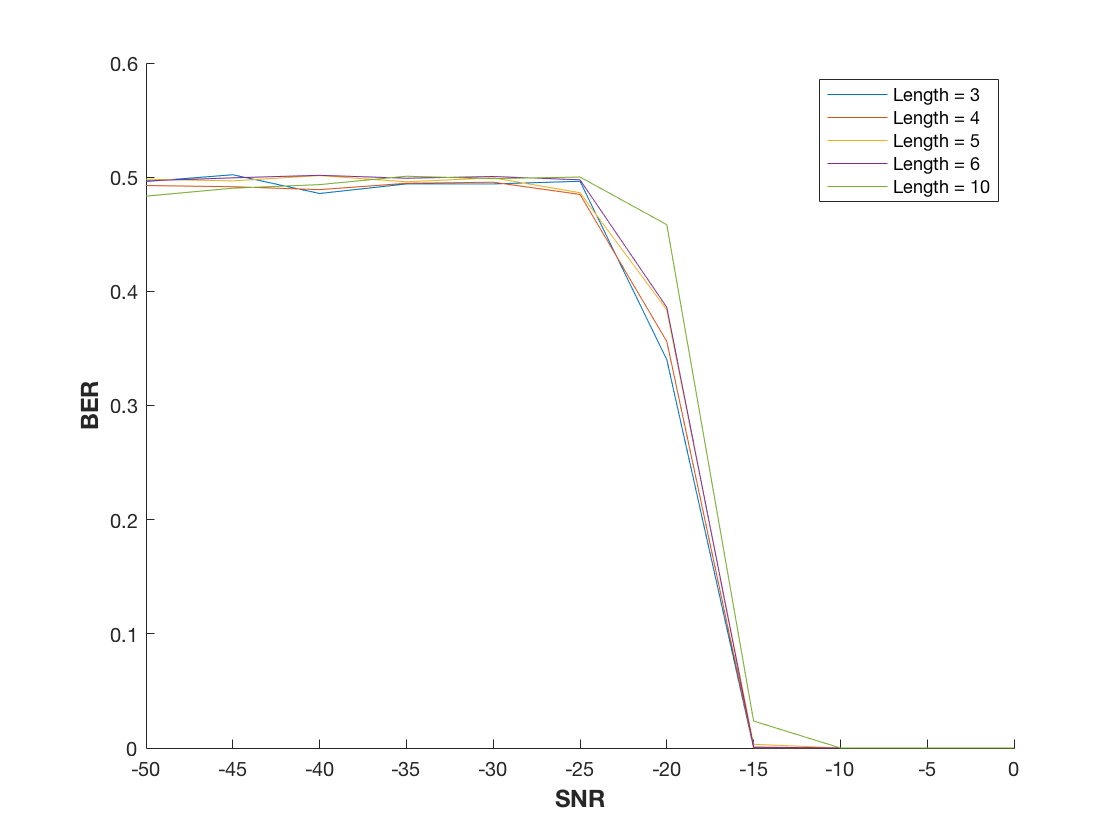 0.6
0.5
0.4
0.3
0.2
0.1
0
BER
-50 -45 -40 -35 -30 -25 -20 -15 -10 -5 0
SNR
Length = 3
Length = 4
Length = 5
Length = 6
Length = 10